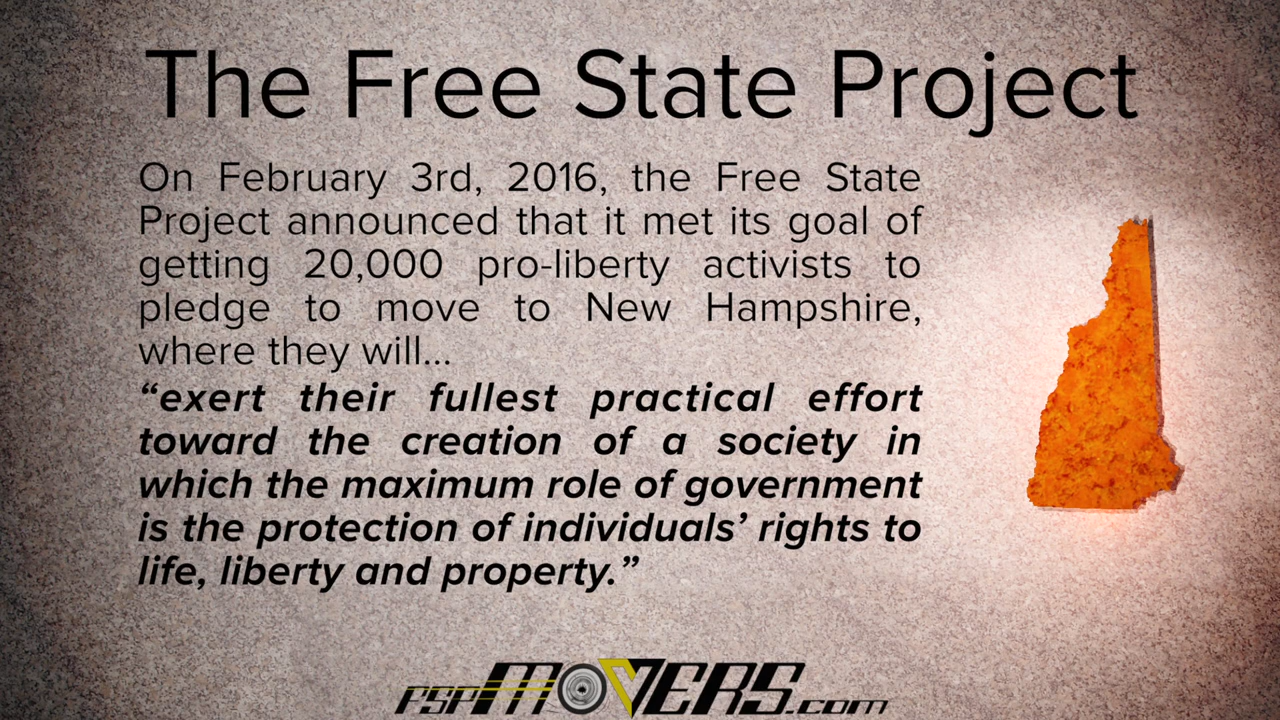 The Free State Project
On February 3rd, 2016, the Free State
Project announced that it met its goal of
getting 20,000 pro-liberty activists to
pledge to move to New Hampshire,
where they will...
“exert their fullest practical effort
toward the creation of a society in
which the maximum role of government
is the protection of individuals’ rights to
life, liberty and property.”
FSPMOVERS.com